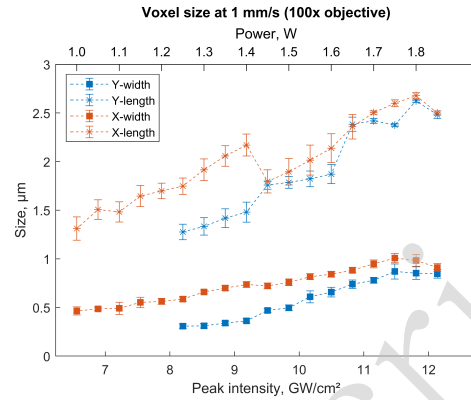 Voxel size at 1 mm/s (100x objective)
Power, W
1.0 1.1 1.2 1.3 1.4 1.5 1.6 1.7 1.8
3
2.5
2
1.5
1
0.5
0
Size, μm
Y-width
Y-length
X-width
X-length
7 8 9 10 11 12
Peak intensity, GW/cm²